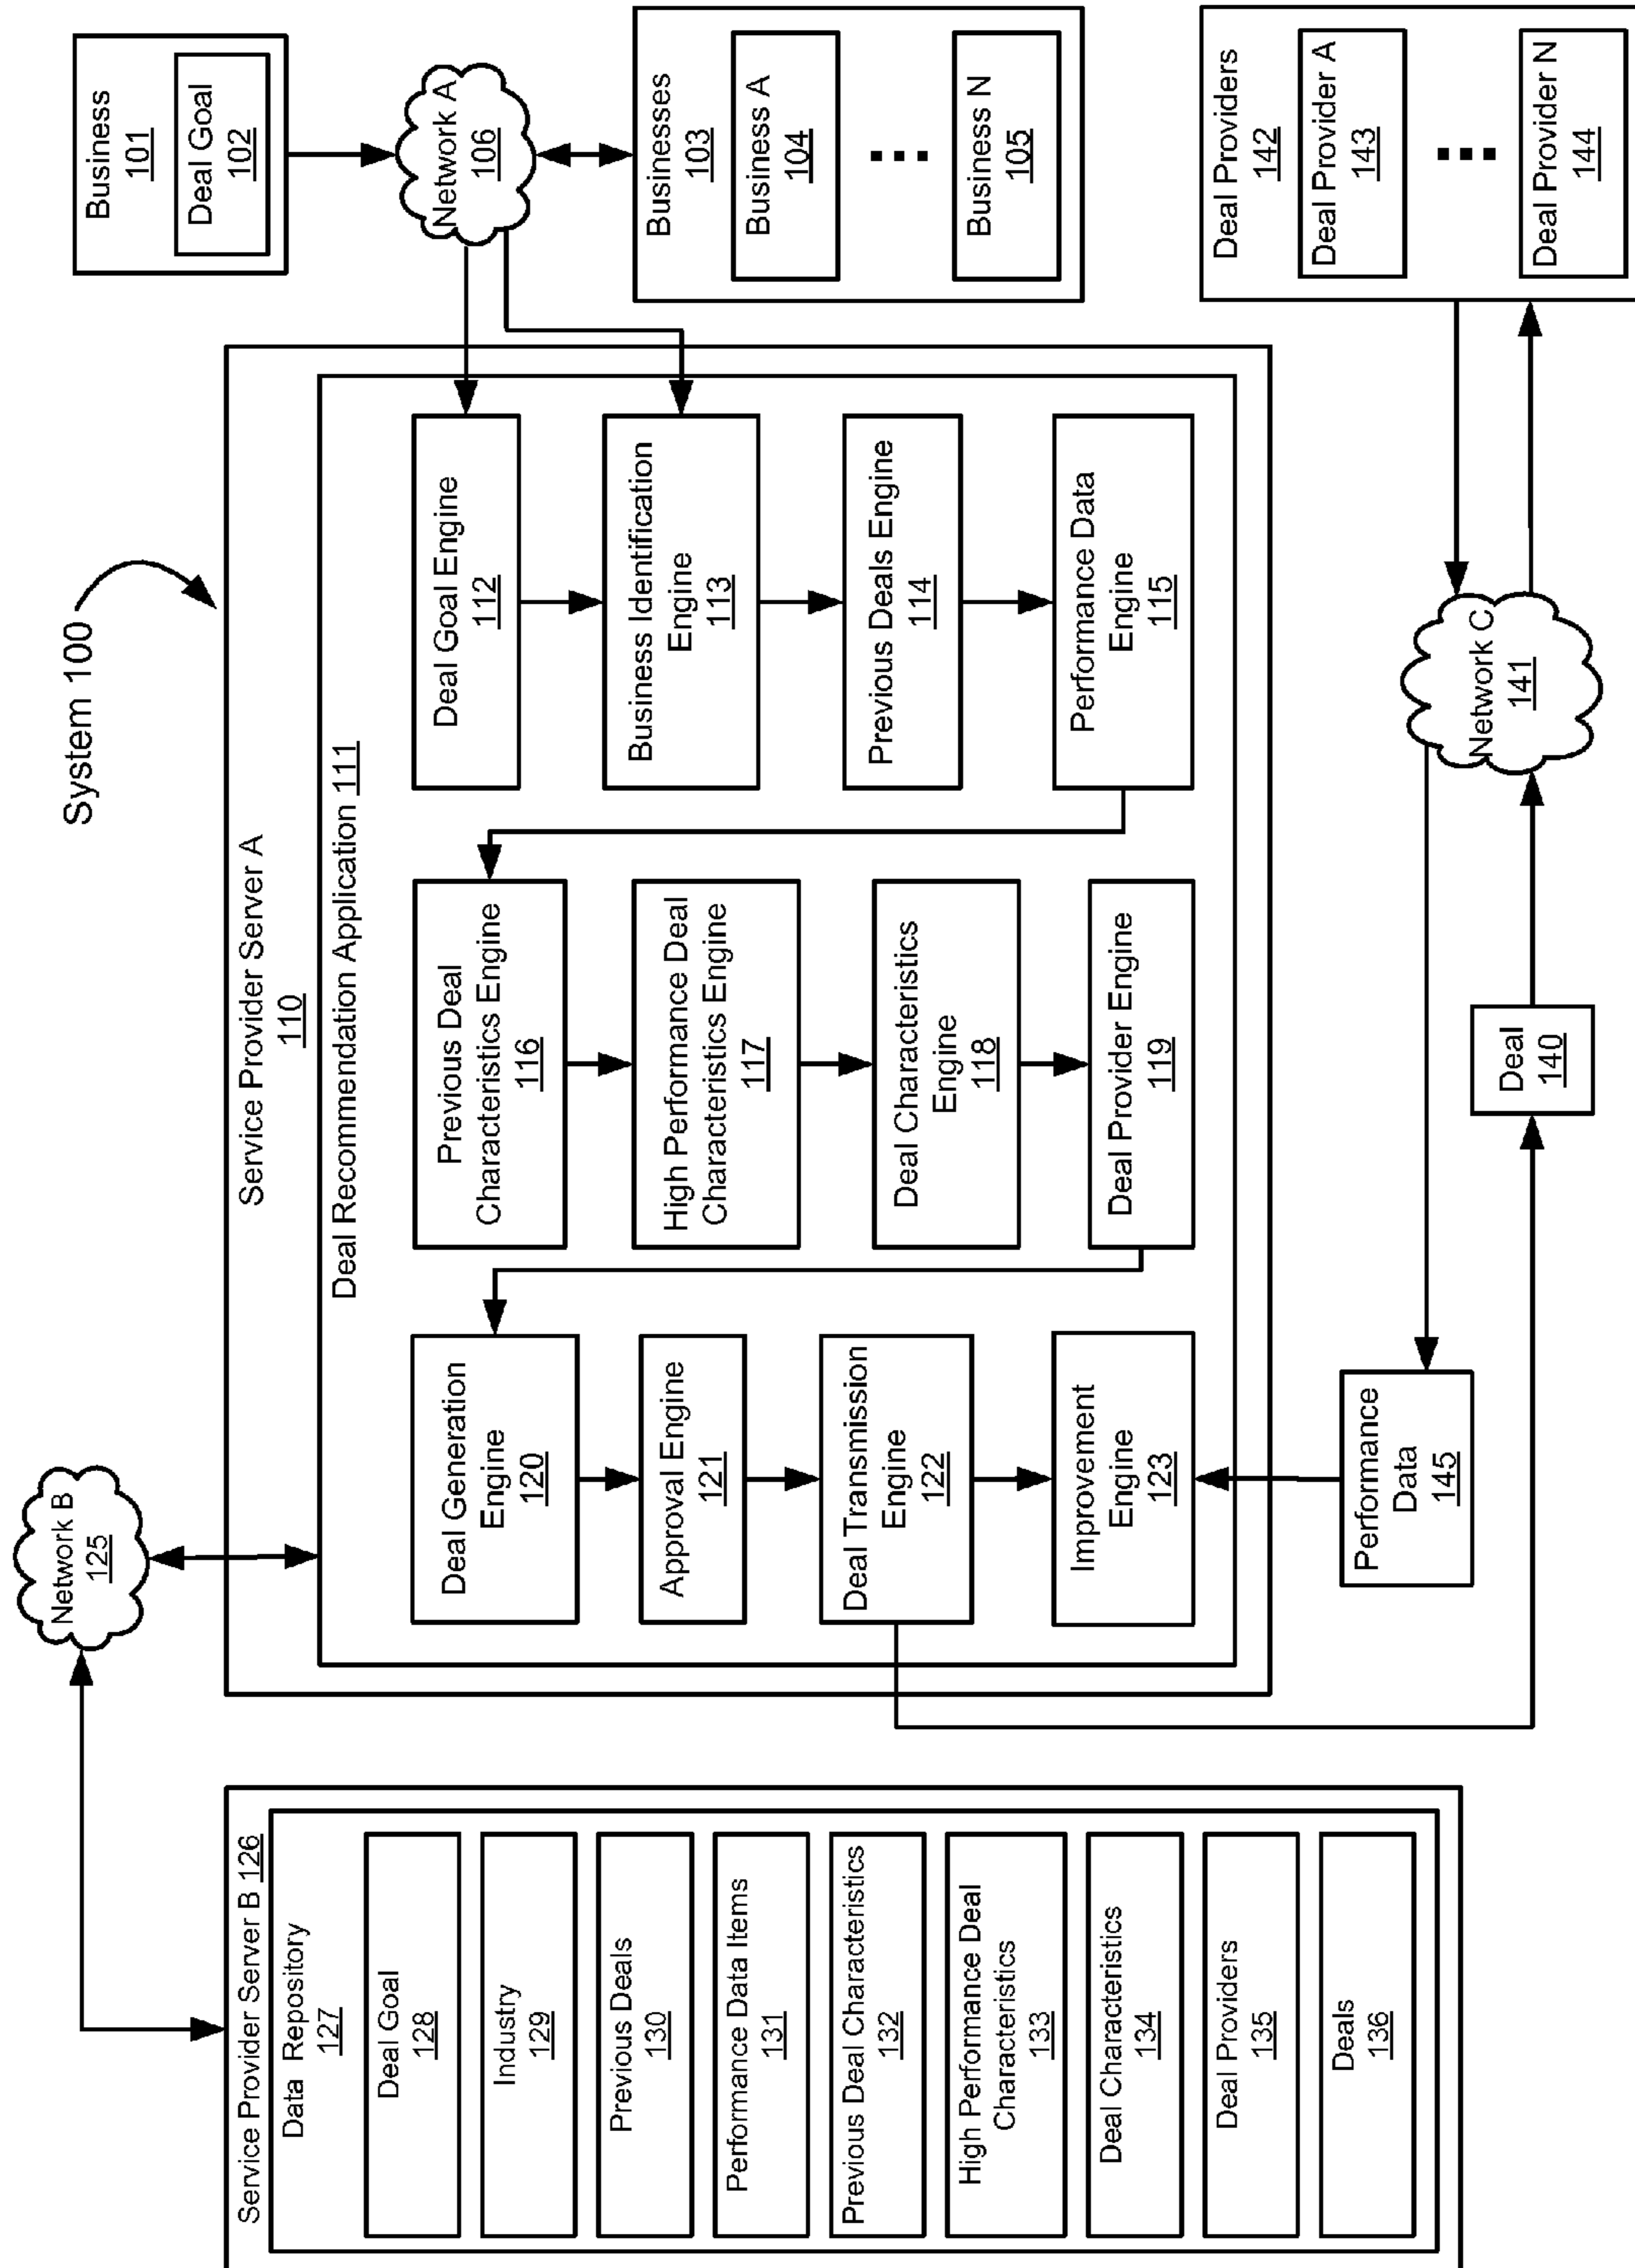 System 100
Service Provider Server B 126
Data Repository
127
Deal Goal
128
Industry
129
Previous Deals
130
Performance Data Items
131
Previous Deal Characteristics
132
High Performance Deal
Characteristics
133
Deal Characteristics
134
Deal Providers
135
Deals
136
Network B
125
Service Provider Server A
110
Deal Recommendation Application 111
Deal Generation
Engine
120
Approval Engine
121
Deal Transmission
Engine
122
Improvement
Engine
123
Previous Deal
Characteristics Engine
116
High Performance Deal
Characteristics Engine
117
Deal Characteristics
Engine
118
Deal Provider Engine
119
Deal Goal Engine
112
Business Identification
Engine
113
Previous Deals Engine
114
Performance Data
Engine
115
Business
101
Deal Goal
102
Network A
106
Businesses
103
Business A
104
Business N
105
Performance
Data
145
Deal
140
Network C
141
Deal Providers
142
Deal Provider A
143
Deal Provider N
144